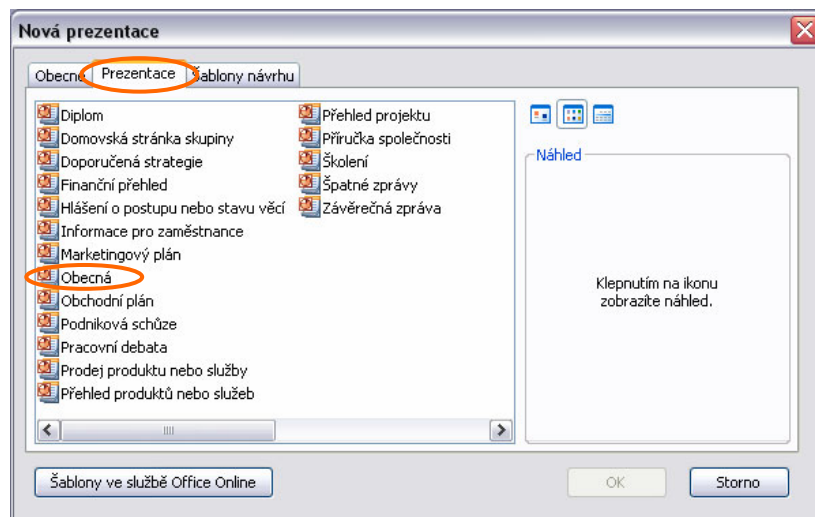 Nová prezentace
Obecné
Prezentace
Šablony návrhu
Diplom
Domovská stránka skupiny
Doporučená strategie
Finanční přehled
Hlášení o postupu nebo stavu věcí
Informace pro zaměstnance
Marketingový plán
Obecná
Obchodní plán
Podniková schůze
Pracovní debata
Prodej produktu nebo služby
Přehled produktů nebo služeb
Přehled projektu
Příručka společnosti
Školení
Špatné zprávy
Závěrečná zpráva
Náhled
Klepnutím na ikonu
zobrazíte náhled.
Šablony ve službě Office Online
OK
Storno